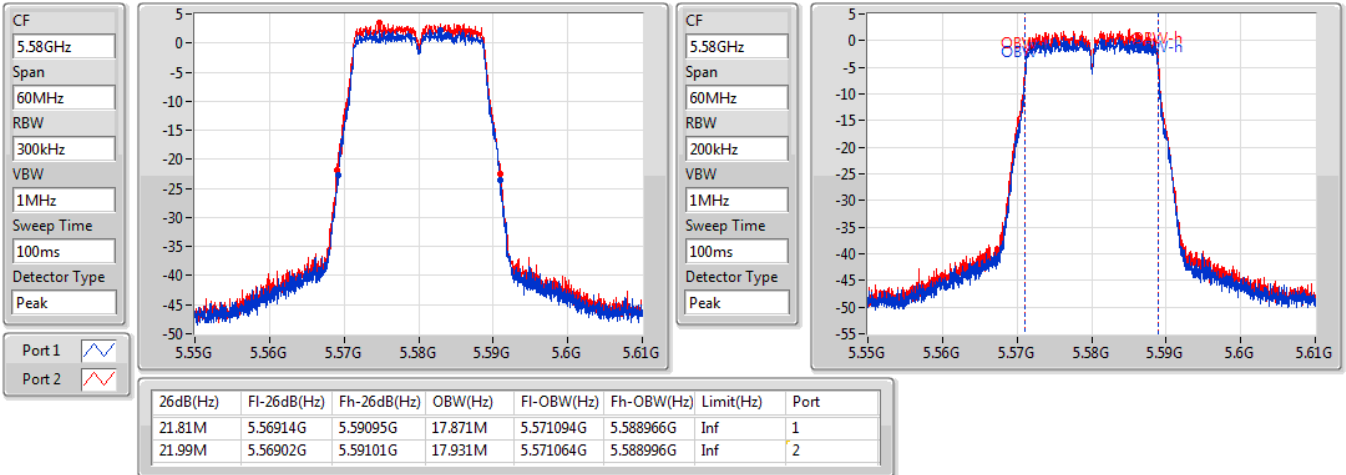 CF
5.58GHz
Span
60MHz
RBW
300kHz
VBW
1MHz
Sweep Time
100ms
Detector Type
Peak
Port 1
Port 2
5
0
-5
-10
-15
-20
-25
-30
-35
-40
-45
-50
5.55G 5.56G 5.57G 5.58G 5.59G 5.6G 5.61G
CF
5.58GHz
Span
60MHz
RBW
200kHz
VBW
1MHz
Sweep Time
100ms
Detector Type
Peak
5
0
-5
-10
-15
-20
-25
-30
-35
-40
-45
-50
-55
5.55G 5.56G 5.57G 5.58G 5.59G 5.6G 5.61G
26dB(Hz) Fl-26dB(Hz) Fh-26dB(Hz) OBW(Hz) Fl-OBW(Hz) Fh-OBW(Hz) Limit(Hz) Port
21.81M 5.56914G 5.59095G 17.871M 5.571094G 5.588966G Inf 1
21.99M 5.56902G 5.59101G 17.931M 5.571064G 5.588996G Inf 2